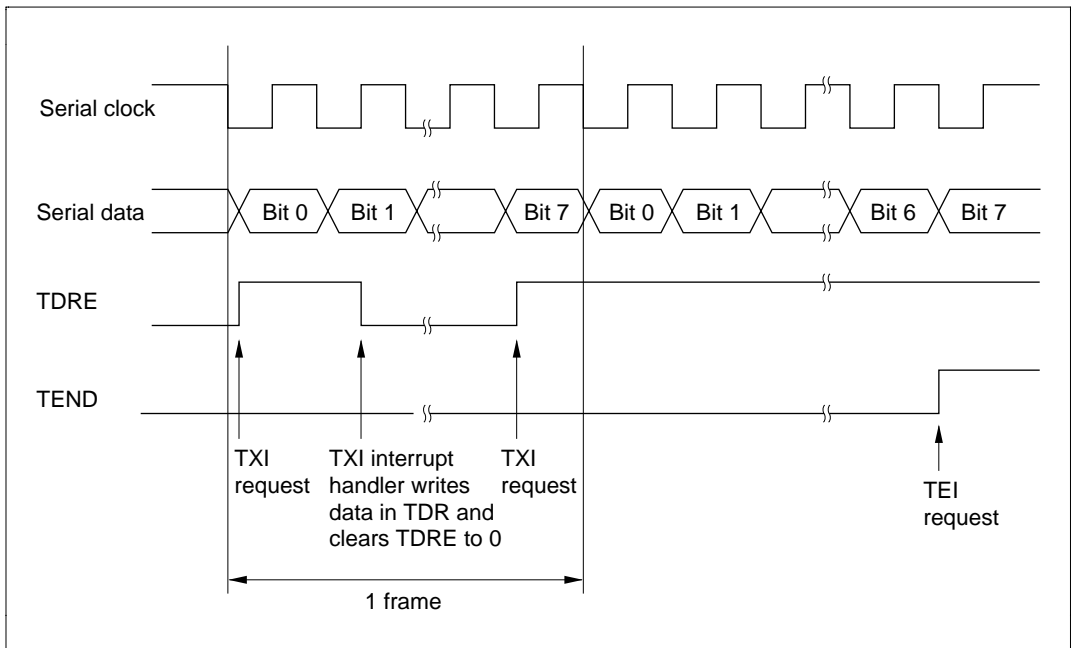 Serial clock
Serial data
Bit 0
Bit 1
Bit 7
Bit 0
Bit 1
Bit 6
Bit 7
TDRE
TEND
TXI
request
TXI interrupt
handler writes
data in TDR and
clears TDRE to 0
TXI
request
TEI
request
1 frame